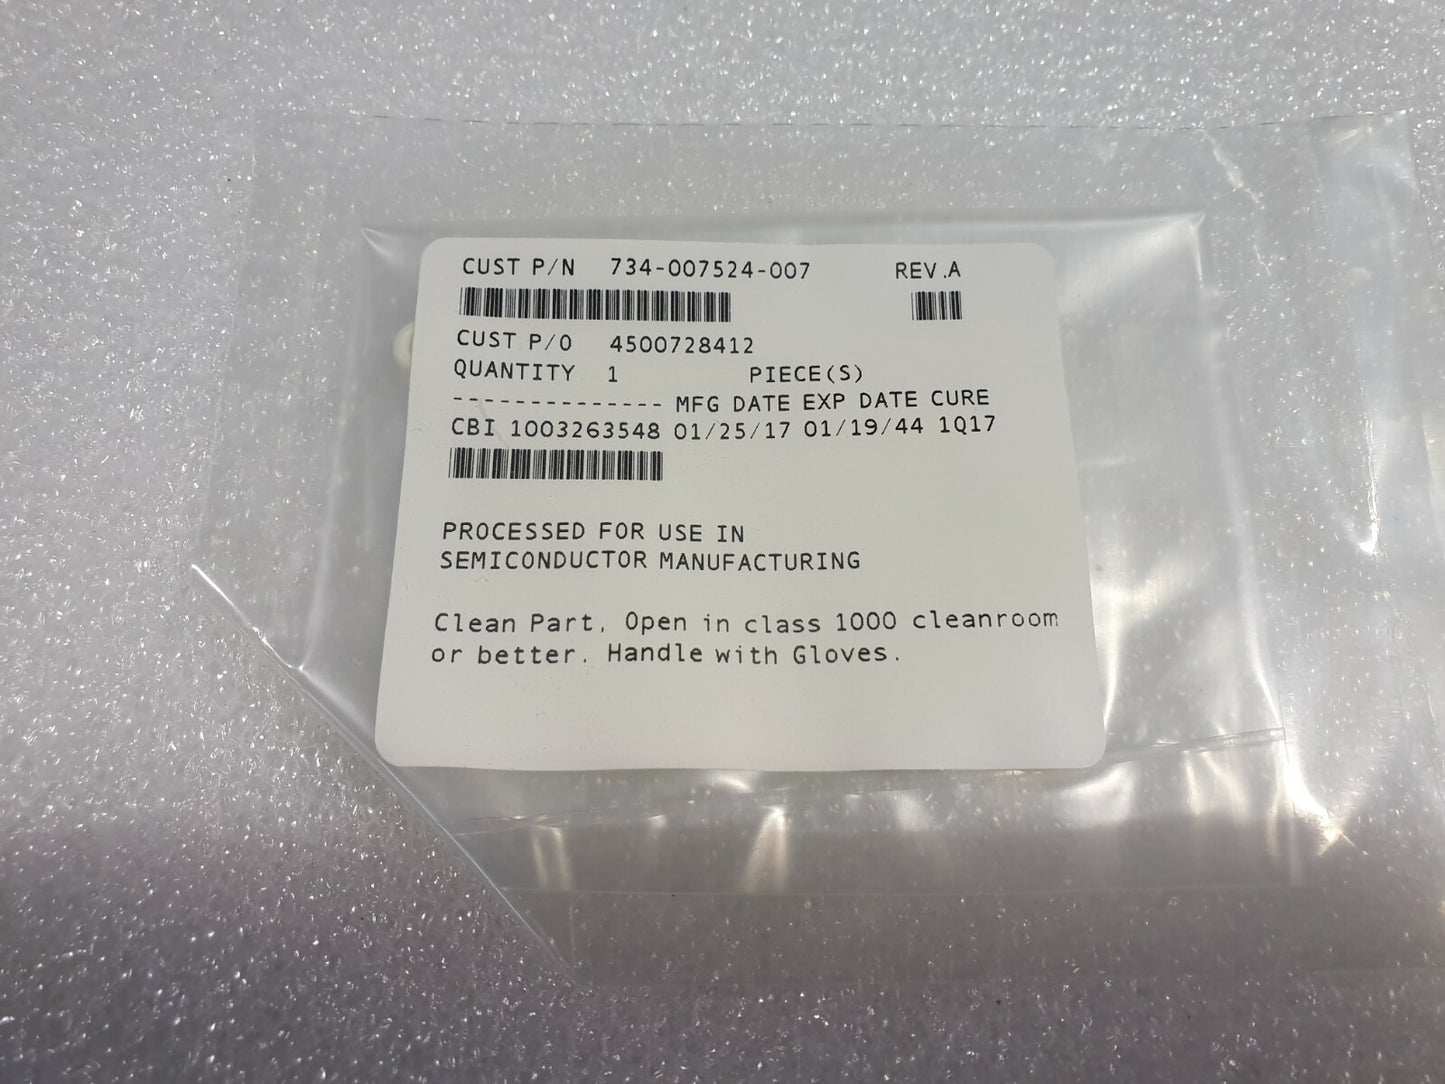 CUST P/N 734-007524-007 REV.A
CUST P/O 4500728412
QUANTITY 1 PIECE(S)
-------------- MFG DATE EXP DATE CURE
CBI 1003263548 01/25/17 01/19/44 1Q17
PROCESSED FOR USE IN
SEMICONDUCTOR MANUFACTURING
Clean Part, Open in class 1000 cleanroom
or better. Handle with Gloves.